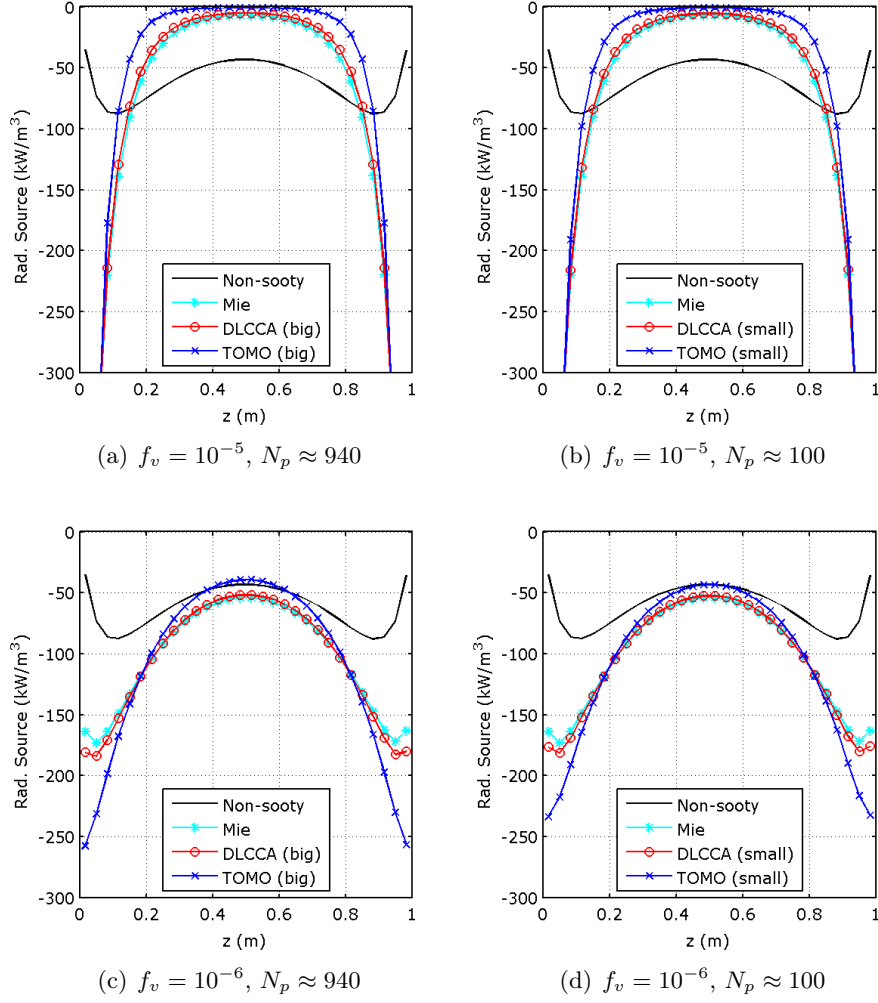 0
-50
-100
-150
-200
-250
-300
Rad. Source (kW/m³)
0 0.2 0.4 0.6 0.8 1
z (m)
Non-sooty
Mie
DLCCA (big)
TOMO (big)
(a) f_v = 10⁻⁵, N_p ≈ 940
0
-50
-100
-150
-200
-250
-300
Rad. Source (kW/m³)
0 0.2 0.4 0.6 0.8 1
z (m)
Non-sooty
Mie
DLCCA (small)
TOMO (small)
(b) f_v = 10⁻⁵, N_p ≈ 100
0
-50
-100
-150
-200
-250
-300
Rad. Source (kW/m³)
0 0.2 0.4 0.6 0.8 1
z (m)
Non-sooty
Mie
DLCCA (big)
TOMO (big)
(c) f_v = 10⁻⁶, N_p ≈ 940
0
-50
-100
-150
-200
-250
-300
Rad. Source (kW/m³)
0 0.2 0.4 0.6 0.8 1
z (m)
Non-sooty
Mie
DLCCA (small)
TOMO (small)
(d) f_v = 10⁻⁶, N_p ≈ 100